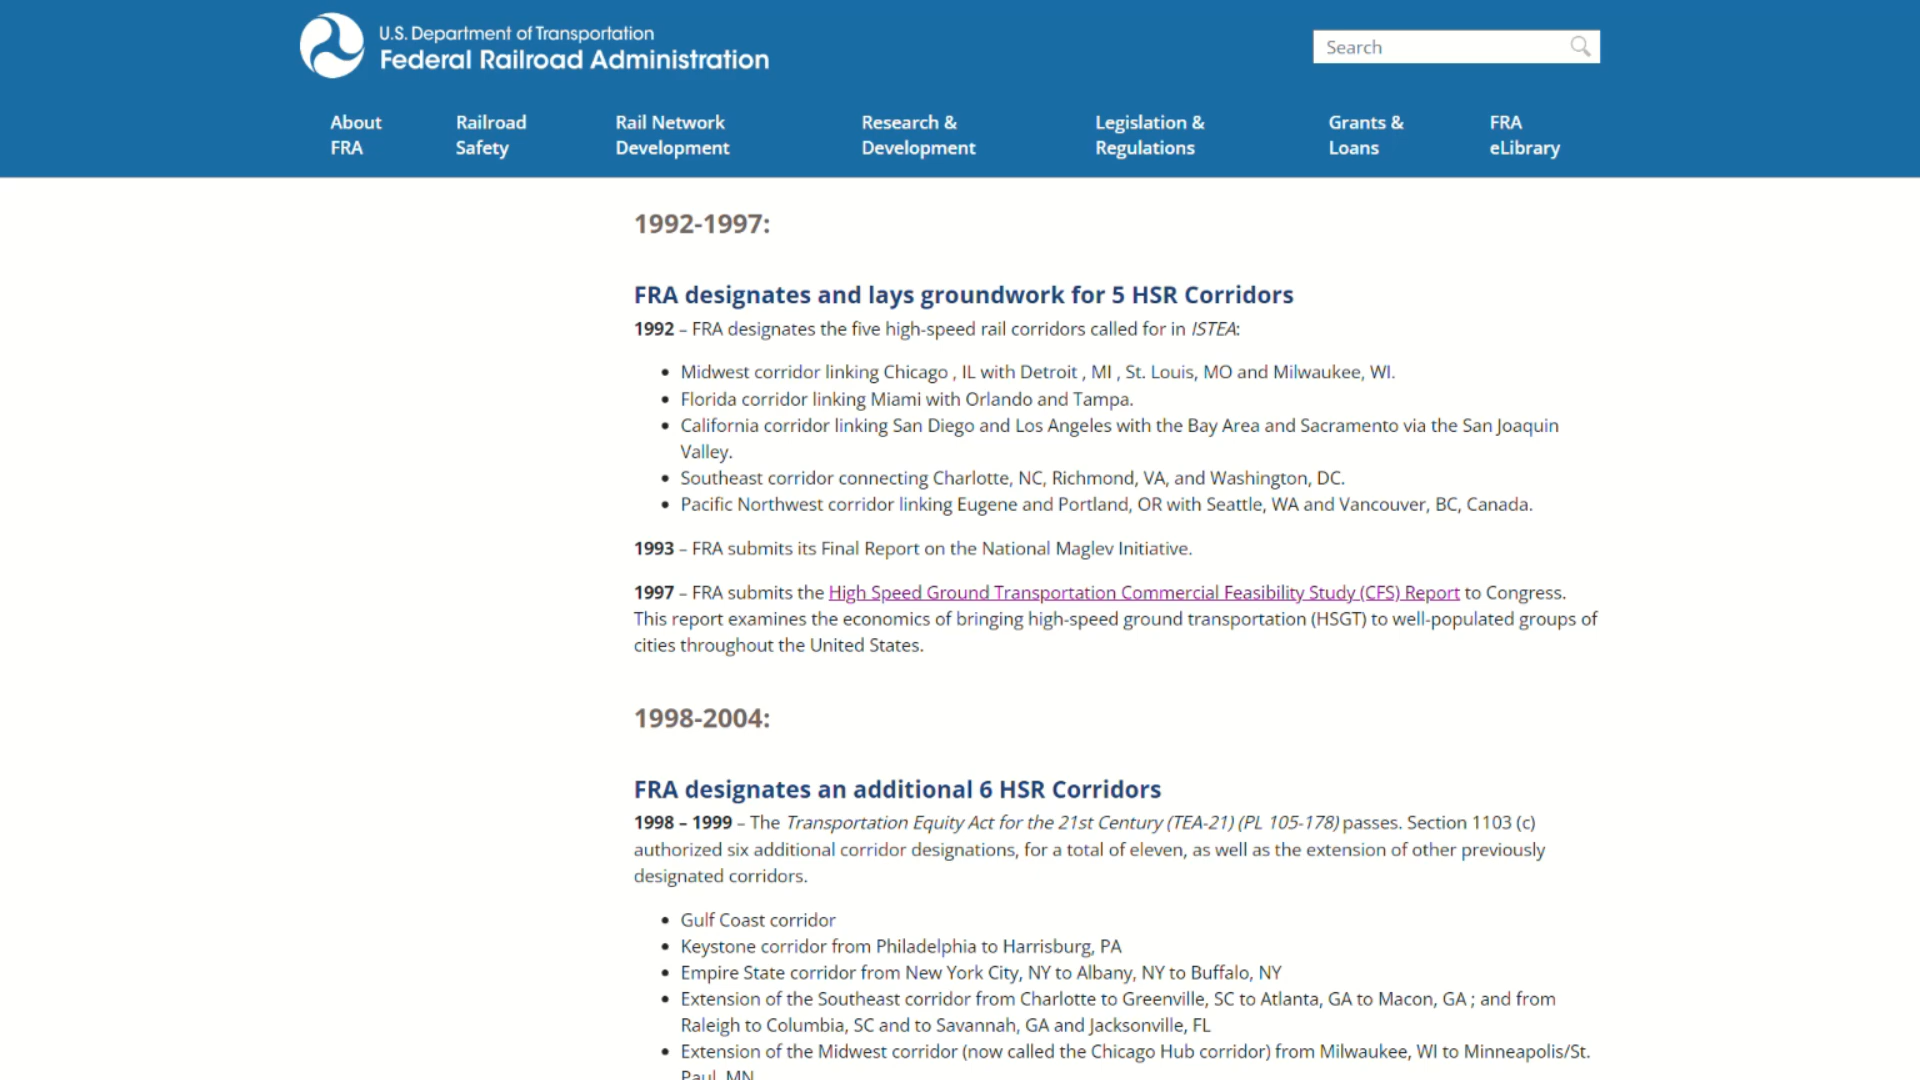 U.S. Department of Transportation
Federal Railroad Administration
Search
About
FRA
Railroad
Safety
Rail Network
Development
Research &
Development
Legislation &
Regulations
Grants &
Loans
FRA
eLibrary
1992-1997:
FRA designates and lays groundwork for 5 HSR Corridors
1992 – FRA designates the five high-speed rail corridors called for in ISTEA:
• Midwest corridor linking Chicago , IL with Detroit , MI , St. Louis, MO and Milwaukee, WI.
• Florida corridor linking Miami with Orlando and Tampa.
• California corridor linking San Diego and Los Angeles with the Bay Area and Sacramento via the San Joaquin
Valley.
• Southeast corridor connecting Charlotte, NC, Richmond, VA, and Washington, DC.
• Pacific Northwest corridor linking Eugene and Portland, OR with Seattle, WA and Vancouver, BC, Canada.
1993 – FRA submits its Final Report on the National Maglev Initiative.
1997 – FRA submits the High Speed Ground Transportation Commercial Feasibility Study (CFS) Report to Congress.
This report examines the economics of bringing high-speed ground transportation (HSGT) to well-populated groups of
cities throughout the United States.
1998-2004:
FRA designates an additional 6 HSR Corridors
1998 – 1999 – The Transportation Equity Act for the 21st Century (TEA-21) (PL 105-178) passes. Section 1103 (c)
authorized six additional corridor designations, for a total of eleven, as well as the extension of other previously
designated corridors.
• Gulf Coast corridor
• Keystone corridor from Philadelphia to Harrisburg, PA
• Empire State corridor from New York City, NY to Albany, NY to Buffalo, NY
• Extension of the Southeast corridor from Charlotte to Greenville, SC to Atlanta, GA to Macon, GA ; and from
Raleigh to Columbia, SC and to Savannah, GA and Jacksonville, FL
• Extension of the Midwest corridor (now called the Chicago Hub corridor) from Milwaukee, WI to Minneapolis/St.
Paul, MN